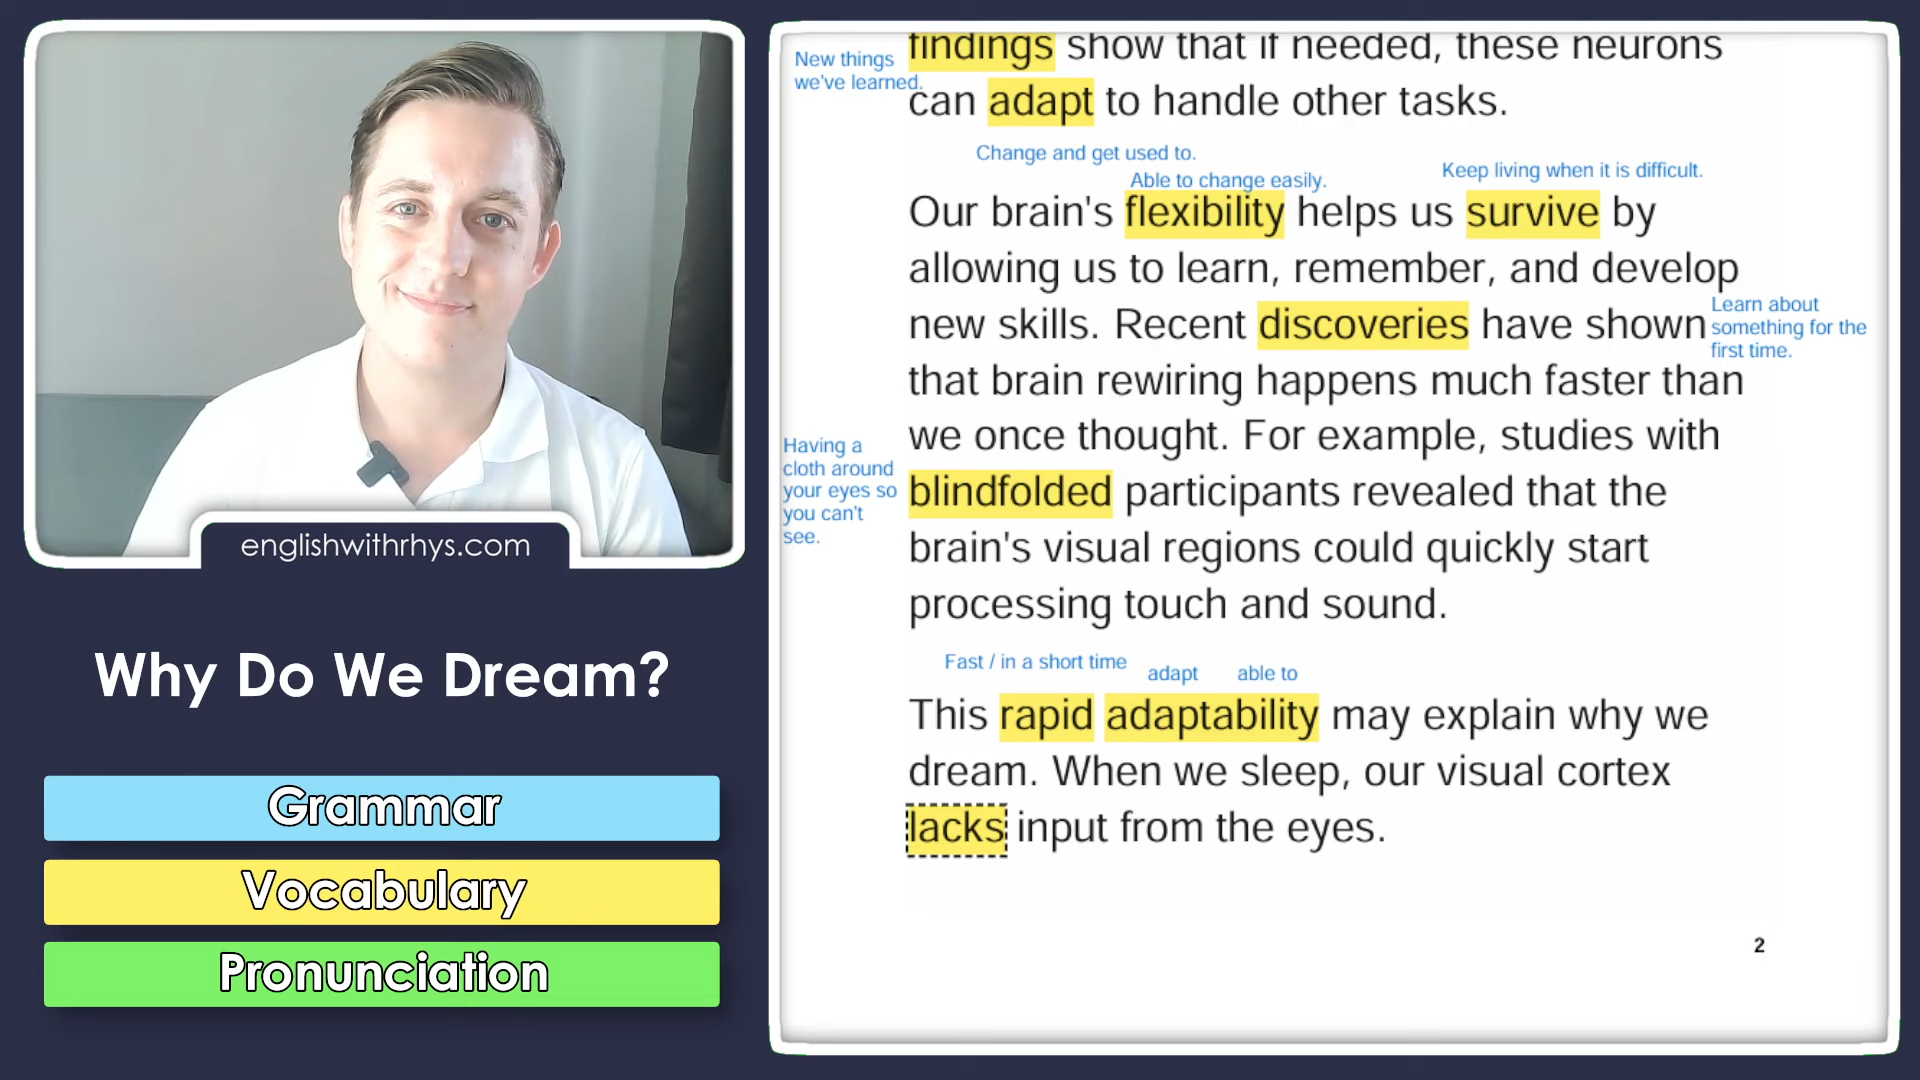 englishwithrhys.com
Why Do We Dream?
Grammar
Vocabulary
Pronunciation
findings show that if needed, these neurons
New things
we've learned.
can adapt to handle other tasks.
Change and get used to.
Able to change easily.
Keep living when it is difficult.
Our brain's flexibility helps us survive by
allowing us to learn, remember, and develop
new skills. Recent discoveries have shown
Learn about
something for the
first time.
that brain rewiring happens much faster than
we once thought. For example, studies with
Having a
cloth around
your eyes so
you can't
see.
blindfolded participants revealed that the
brain's visual regions could quickly start
processing touch and sound.
Fast / in a short time
adapt
able to
This rapid adaptability may explain why we
dream. When we sleep, our visual cortex
lacks input from the eyes.
2